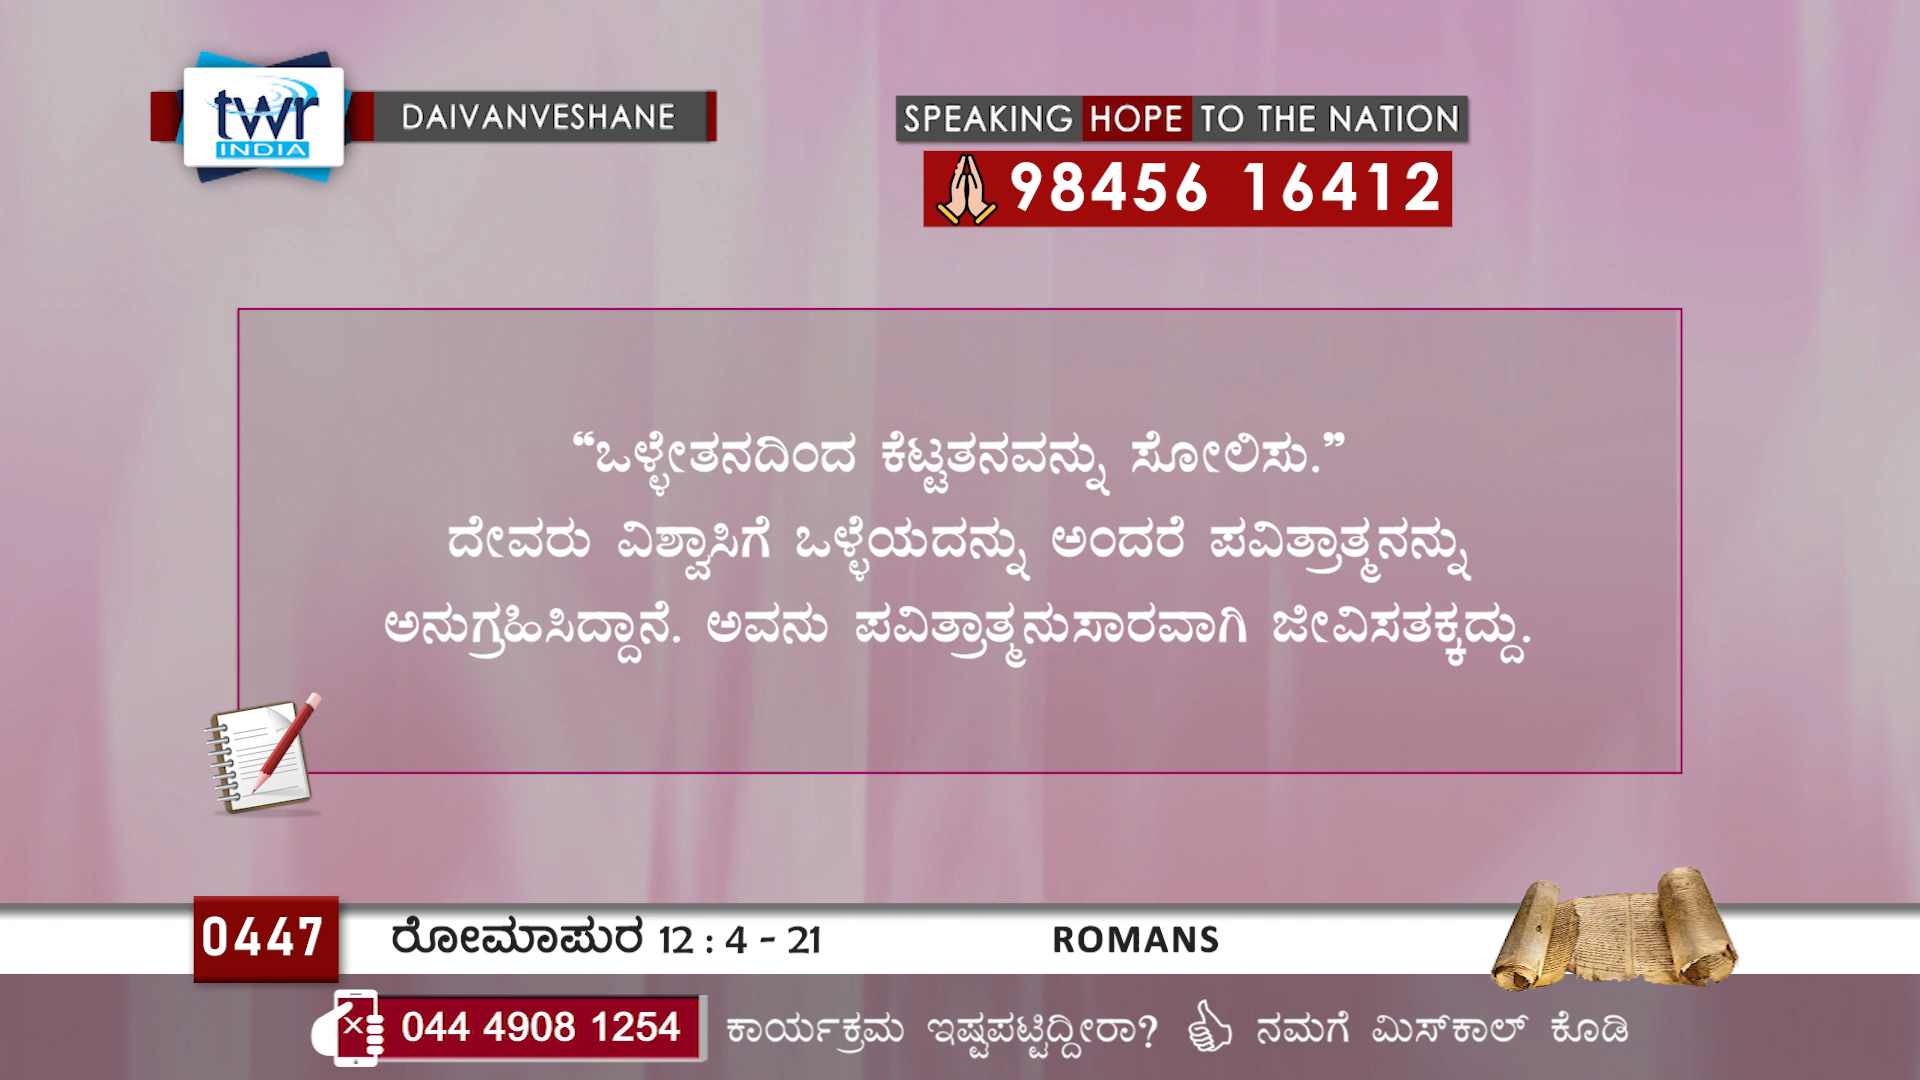 twr
INDIA
DAIVANVESHANE
SPEAKING HOPE TO THE NATION
98456 16412
“ಒಳ್ಳೇತನದಿಂದ ಕೆಟ್ಟತನವನ್ನು ಸೋಲಿಸು.”
ದೇವರು ವಿಶ್ವಾಸಿಗೆ ಒಳ್ಳೆಯದನ್ನು ಅಂದರೆ ಪವಿತ್ರಾತ್ಮನನ್ನು
ಅನುಗ್ರಹಿಸಿದ್ದಾನೆ. ಅವನು ಪವಿತ್ರಾತ್ಮನುಸಾರವಾಗಿ ಜೀವಿಸತಕ್ಕದ್ದು.
0447 ರೋಮಾಪುರ 12 : 4 - 21 ROMANS
044 4908 1254 ಕಾರ್ಯಕ್ರಮ ಇಷ್ಟಪಟ್ಟಿದ್ದೀರಾ? ನಮಗೆ ಮಿಸ್‌ಕಾಲ್ ಕೊಡಿ